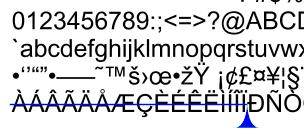 0123456789:;<=>?@ABCD
`abcdefghijklmnopqrstuvwx
•‘’“”•–—˜™š›œ•žŸ ¡¢£¤¥¦§
ÀÁÂÃÄÅÆÇÈÉÊËÌÍÎÏÐÑÒ